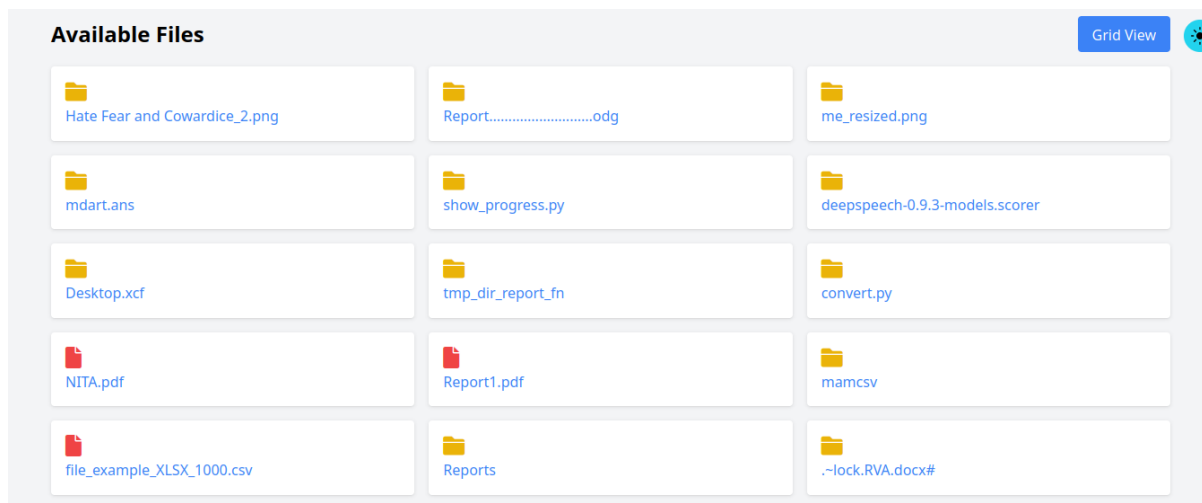 Available Files
Grid View
Hate Fear and Cowardice_2.png
Report..........................odg
me_resized.png
mdart.ans
show_progress.py
deepspeech-0.9.3-models.scorer
Desktop.xcf
tmp_dir_report_fn
convert.py
NITA.pdf
Report1.pdf
mamcsv
file_example_XLSX_1000.csv
Reports
.~lock.RVA.docx#